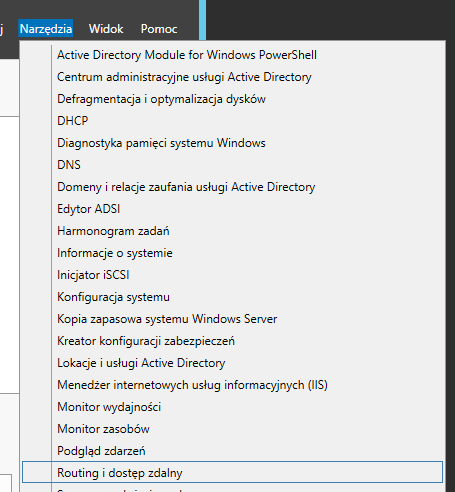 j Narzędzia Widok Pomoc
Active Directory Module for Windows PowerShell
Centrum administracyjne usługi Active Directory
Defragmentacja i optymalizacja dysków
DHCP
Diagnostyka pamięci systemu Windows
DNS
Domeny i relacje zaufania usługi Active Directory
Edytor ADSI
Harmonogram zadań
Informacje o systemie
Inicjator iSCSI
Konfiguracja systemu
Kopia zapasowa systemu Windows Server
Kreator konfiguracji zabezpieczeń
Lokacje i usługi Active Directory
Menedżer internetowych usług informacyjnych (IIS)
Monitor wydajności
Monitor zasobów
Podgląd zdarzeń
Routing i dostęp zdalny